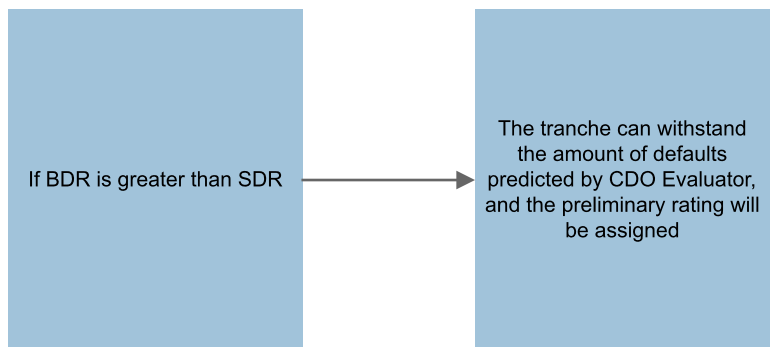 If BDR is greater than SDR
The tranche can withstand
the amount of defaults
predicted by CDO Evaluator,
and the preliminary rating will
be assigned